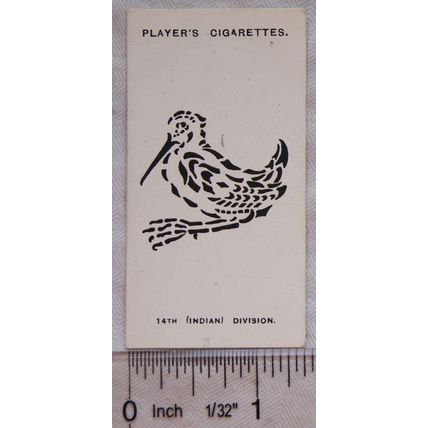 PLAYER'S CIGARETTES.
14TH (INDIAN) DIVISION.
0 Inch 1/32" 1